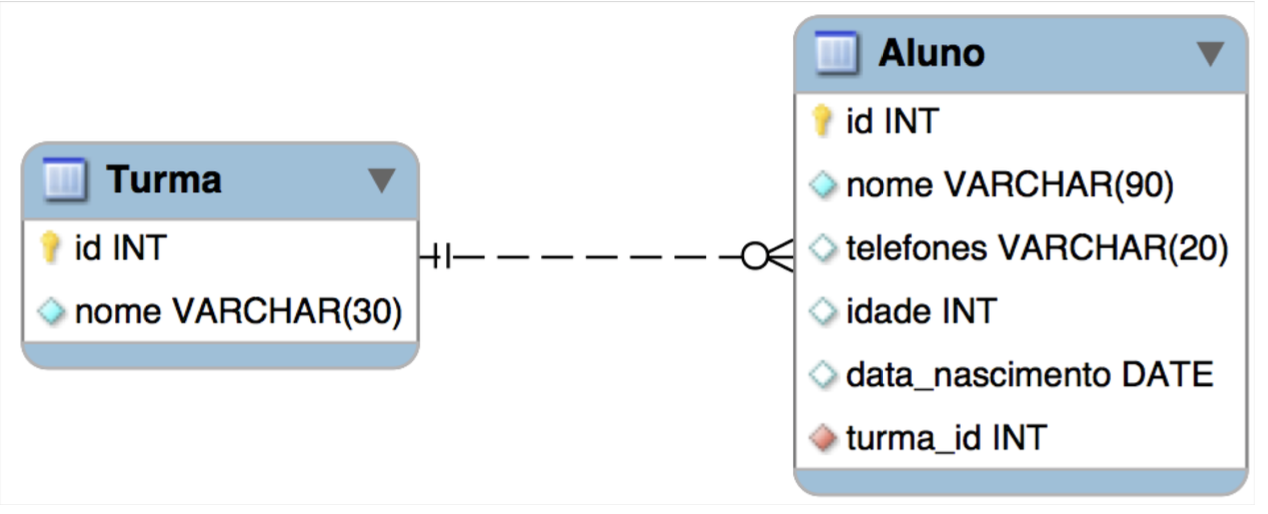 Turma
id INT
nome VARCHAR(30)
Aluno
id INT
nome VARCHAR(90)
telefones VARCHAR(20)
idade INT
data_nascimento DATE
turma_id INT